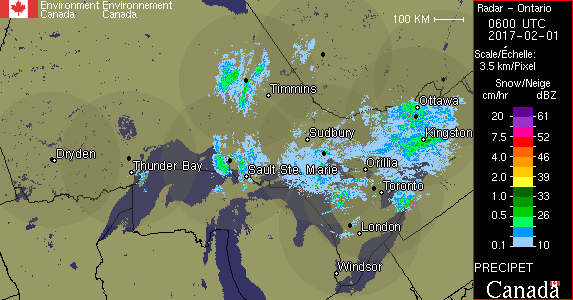 Environment Environnement
Canada Canada
100 KM
Timmins
Ottawa
Sudbury
Kingston
Dryden
Thunder Bay
Sault Ste. Marie
Orillia
Toronto
London
Windsor
Radar - Ontario
0600 UTC
2017-02-01
Scale/Échelle:
3.5 km/Pixel
Snow/Neige
cm/hr dBZ
20 61
7.5 52
4.0 46
2.0 39
1.0 33
0.5 26
0.1 10
PRECIPET
Canada